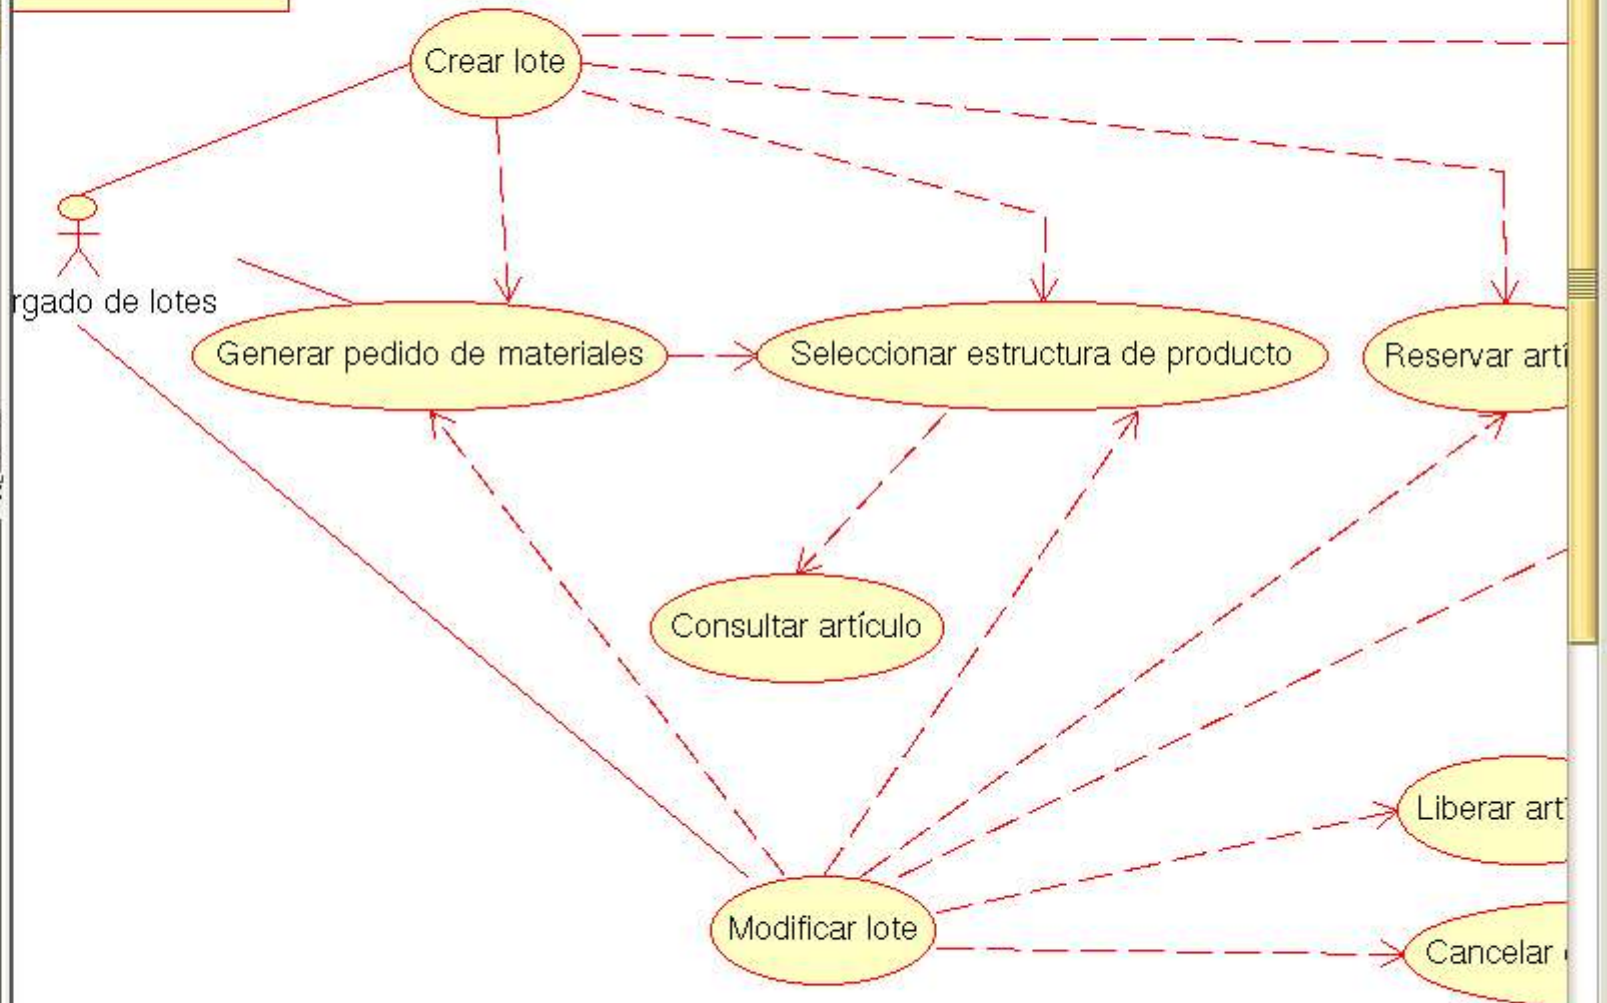 Crear lote
rgado de lotes
Generar pedido de materiales
Seleccionar estructura de producto
Reservar artí
Consultar artículo
Liberar artí
Modificar lote
Cancelar